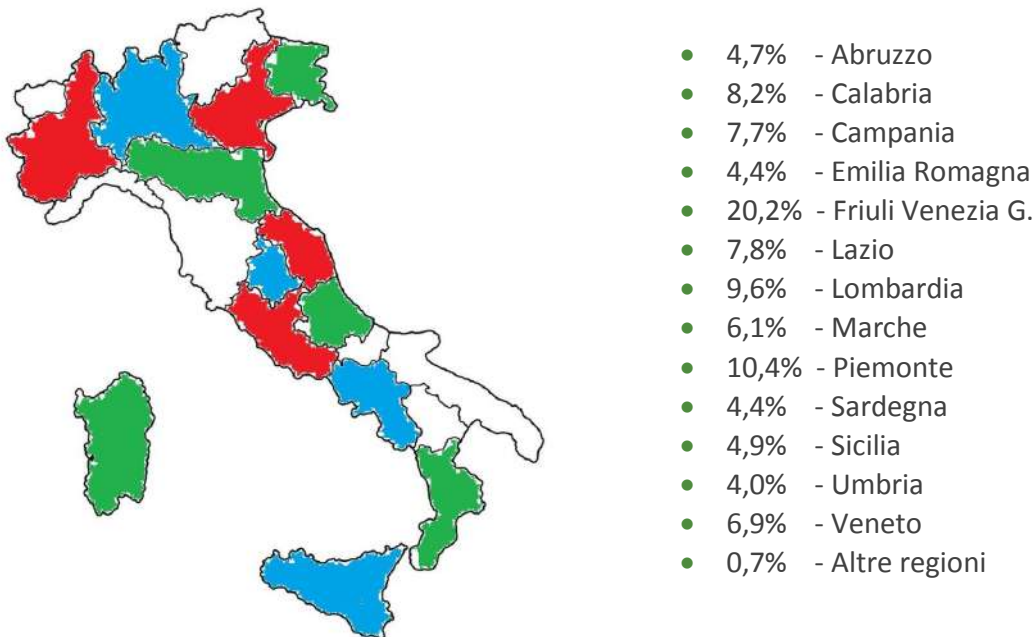 • 4,7% - Abruzzo
• 8,2% - Calabria
• 7,7% - Campania
• 4,4% - Emilia Romagna
• 20,2% - Friuli Venezia G.
• 7,8% - Lazio
• 9,6% - Lombardia
• 6,1% - Marche
• 10,4% - Piemonte
• 4,4% - Sardegna
• 4,9% - Sicilia
• 4,0% - Umbria
• 6,9% - Veneto
• 0,7% - Altre regioni